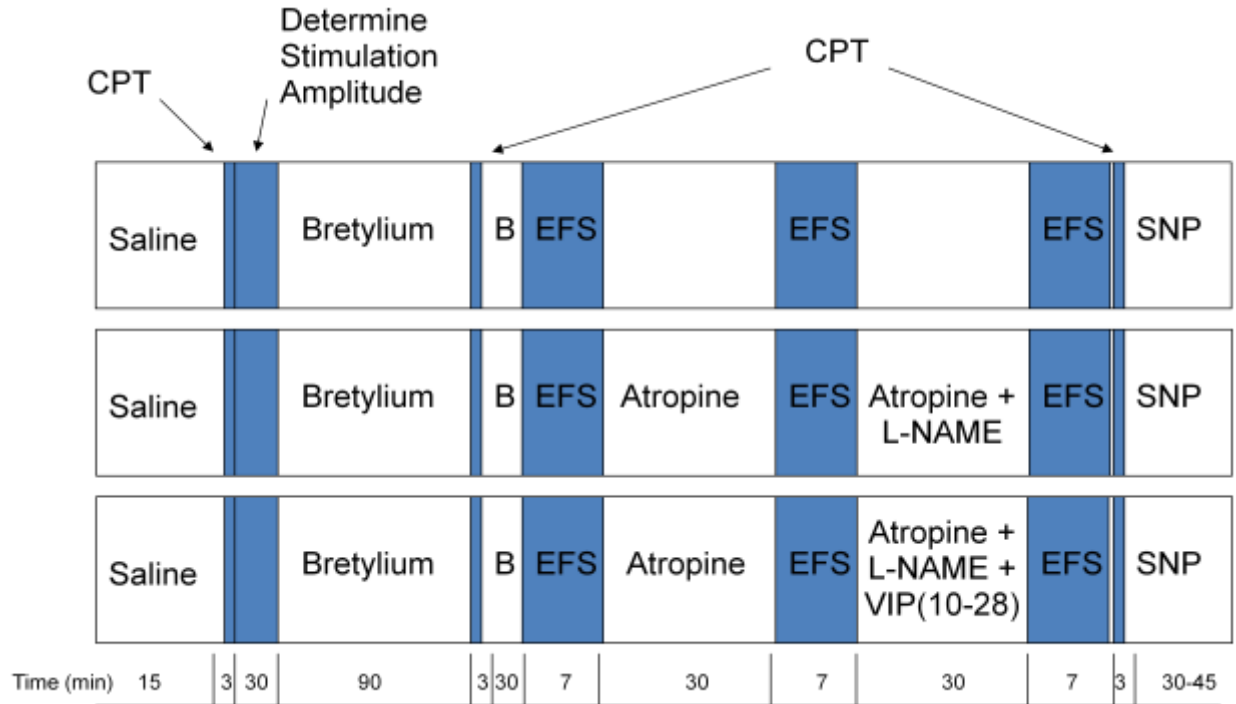 Determine
Stimulation
Amplitude
CPT
CPT
Saline
Bretylium
B
EFS
EFS
EFS
SNP
Saline
Bretylium
B
EFS
Atropine
EFS
Atropine +
L-NAME
EFS
SNP
Saline
Bretylium
B
EFS
Atropine
EFS
Atropine +
L-NAME +
VIP(10-28)
EFS
SNP
Time (min) 15 3 30 90 3 30 7 30 7 30 7 3 30-45